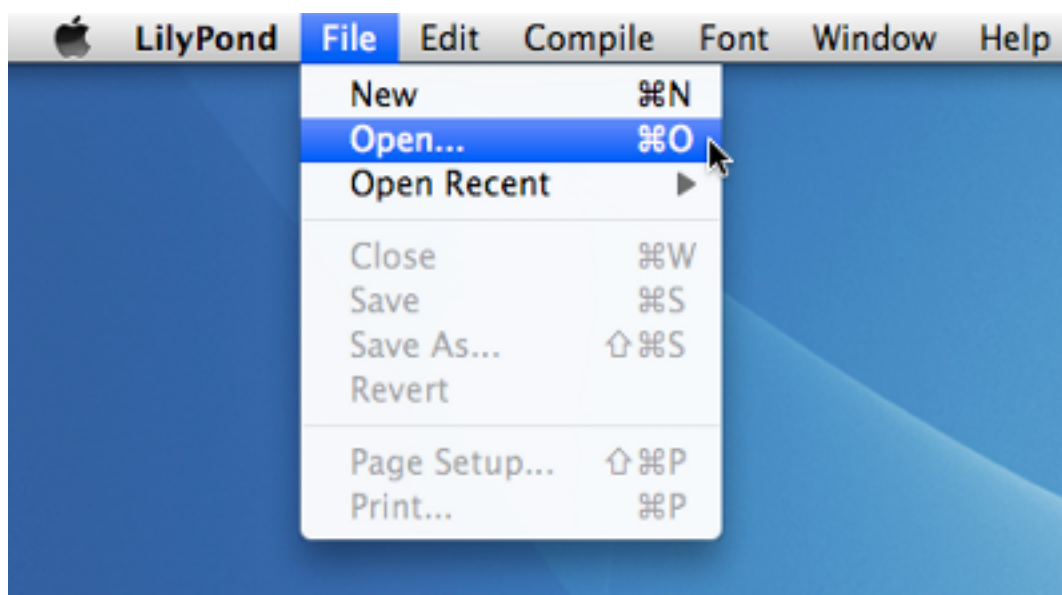 LilyPond File Edit Compile Font Window Help
New ⌘N
Open... ⌘O
Open Recent ▶
Close ⌘W
Save ⌘S
Save As... ⇧⌘S
Revert
Page Setup... ⇧⌘P
Print... ⌘P